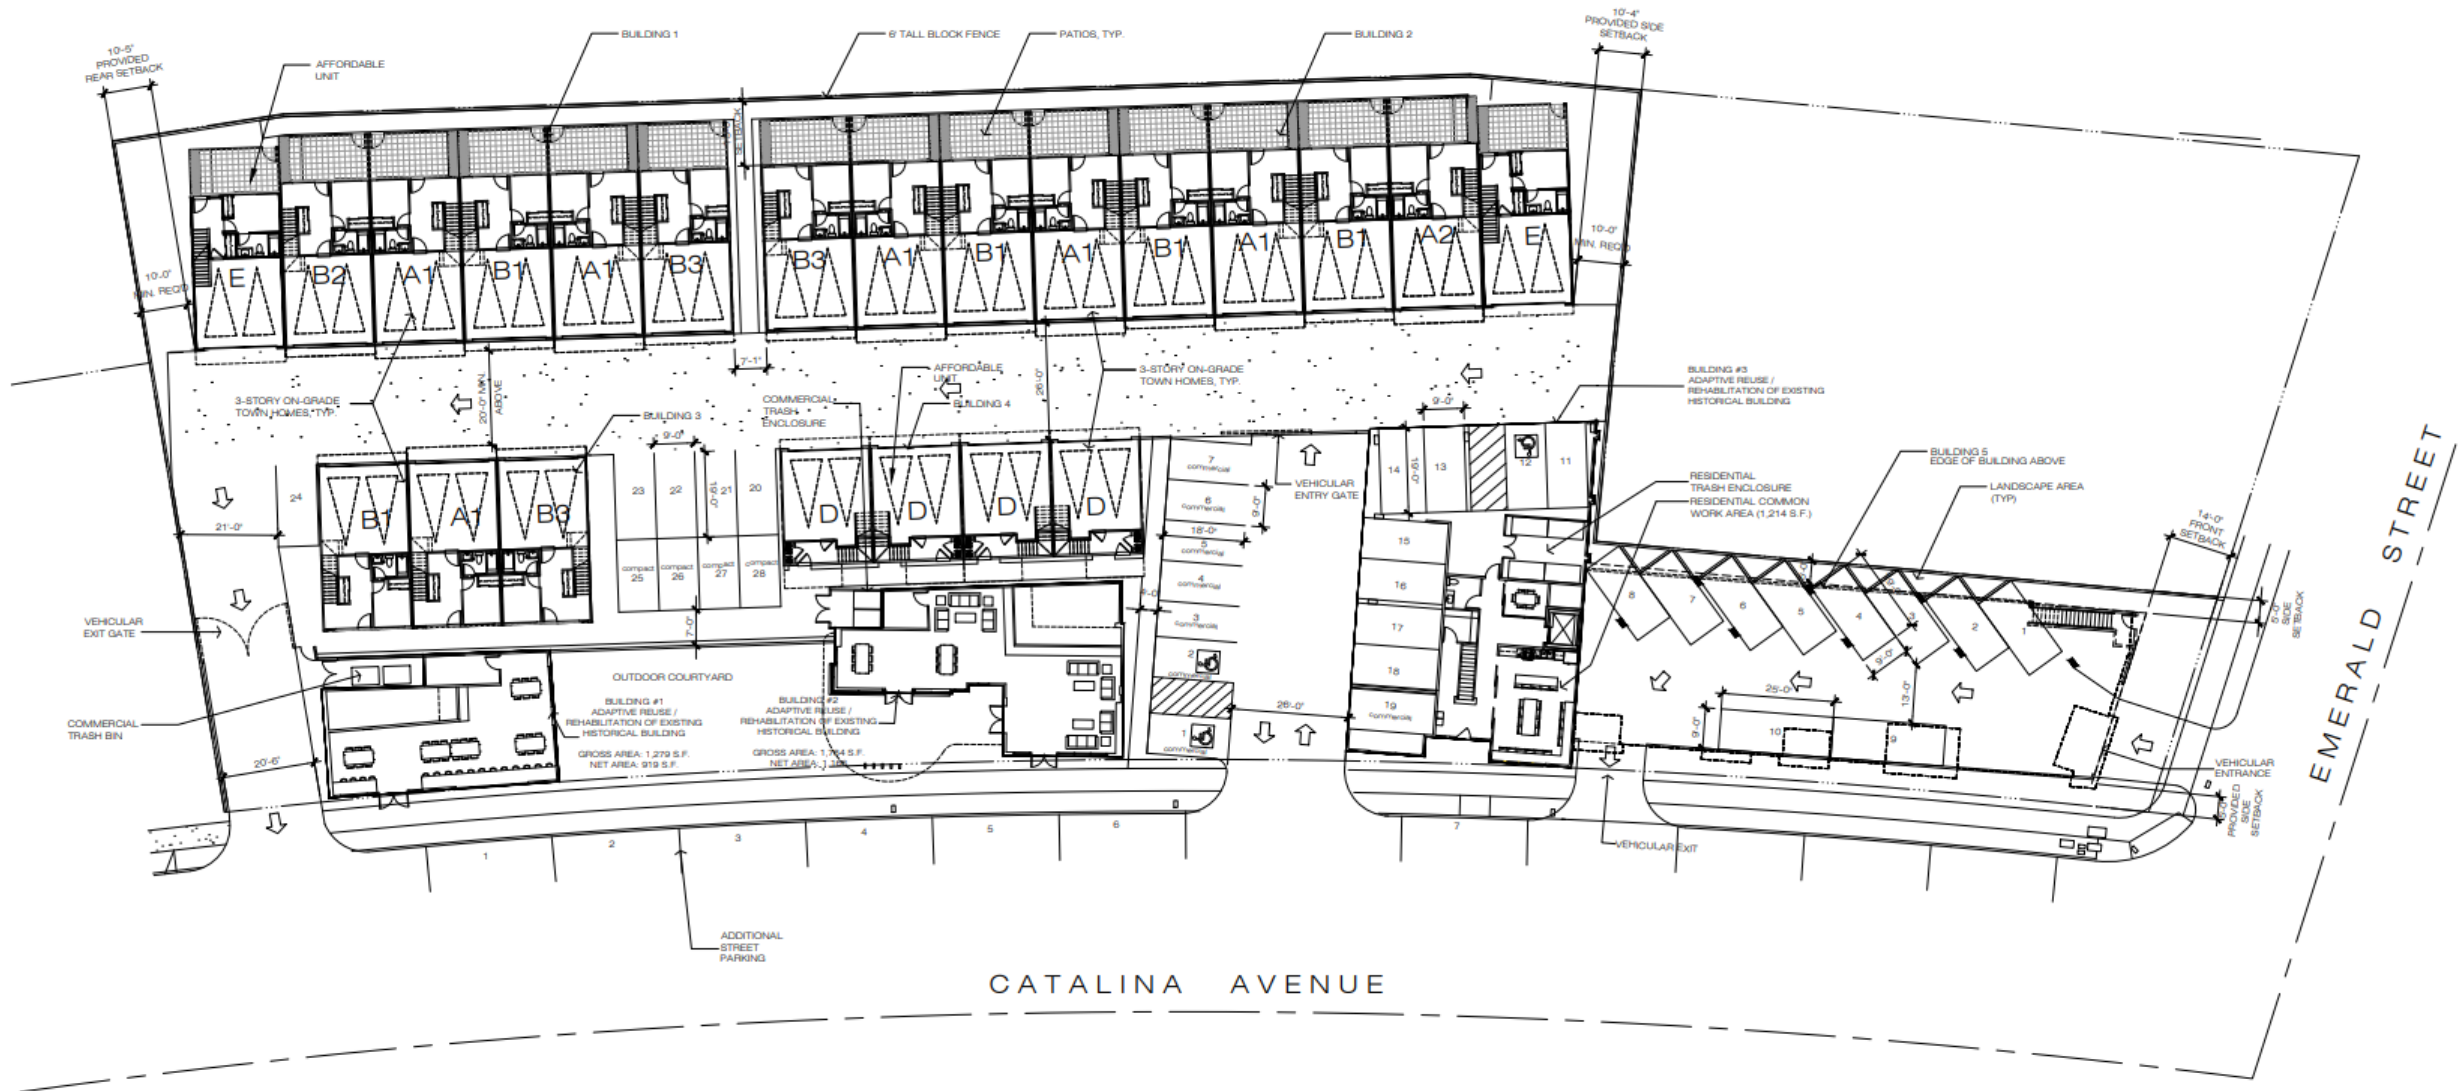 10'-5"
PROVIDED
REAR SETBACK
AFFORDABLE
UNIT
BUILDING 1
6' TALL BLOCK FENCE
PATIOS, TYP.
BUILDING 2
10'-4"
PROVIDED SIDE
SETBACK
SETBACK
10'-0"
MIN. REQ'D
E
B2
A1
B1
A1
B3
B3
A1
B1
A1
B1
A1
B1
A2
E
10'-0"
MIN. REQ'D
7'-1"
20'-0" MIN.
ABOVE
26'-0"
3-STORY ON-GRADE
TOWN HOMES, TYP.
BUILDING 3
AFFORDABLE
UNIT
COMMERCIAL
TRASH
ENCLOSURE
BUILDING 4
3-STORY ON-GRADE
TOWN HOMES, TYP.
BUILDING #3
ADAPTIVE REUSE /
REHABILITATION OF EXISTING
HISTORICAL BUILDING
9'-0"
9'-0"
19'-0"
24
B1
A1
B3
23
22
21
20
D
D
D
D
7
commercial
6
commercial
9'-0"
18'-0"
5
commercial
4
commercial
3
commercial
2
commercial
1
commercial
VEHICULAR
ENTRY GATE
14
19'-0"
13
12
11
15
16
17
18
19
commercial
RESIDENTIAL
TRASH ENCLOSURE
RESIDENTIAL COMMON
WORK AREA (1,214 S.F.)
BUILDING 5
EDGE OF BUILDING ABOVE
LANDSCAPE AREA
(TYP)
14'-0"
FRONT
SETBACK
5'-0"
SIDE
SETBACK
EMERALD STREET
21'-0"
compact
25
compact
26
compact
27
compact
28
7'-0"
VEHICULAR
EXIT GATE
8
7
6
5
4
3
2
1
9'-0"
13'-0"
25'-0"
9'-0"
10
9
26'-0"
OUTDOOR COURTYARD
BUILDING #1
ADAPTIVE REUSE /
REHABILITATION OF EXISTING
HISTORICAL BUILDING
GROSS AREA: 1,279 S.F.
NET AREA: 919 S.F.
BUILDING #2
ADAPTIVE REUSE /
REHABILITATION OF EXISTING
HISTORICAL BUILDING
GROSS AREA: 1,764 S.F.
NET AREA:
COMMERCIAL
TRASH BIN
20'-6"
VEHICULAR
ENTRANCE
PROVIDED
SIDE
SETBACK
VEHICULAR EXIT
1
2
3
4
5
6
7
ADDITIONAL
STREET
PARKING
CATALINA AVENUE